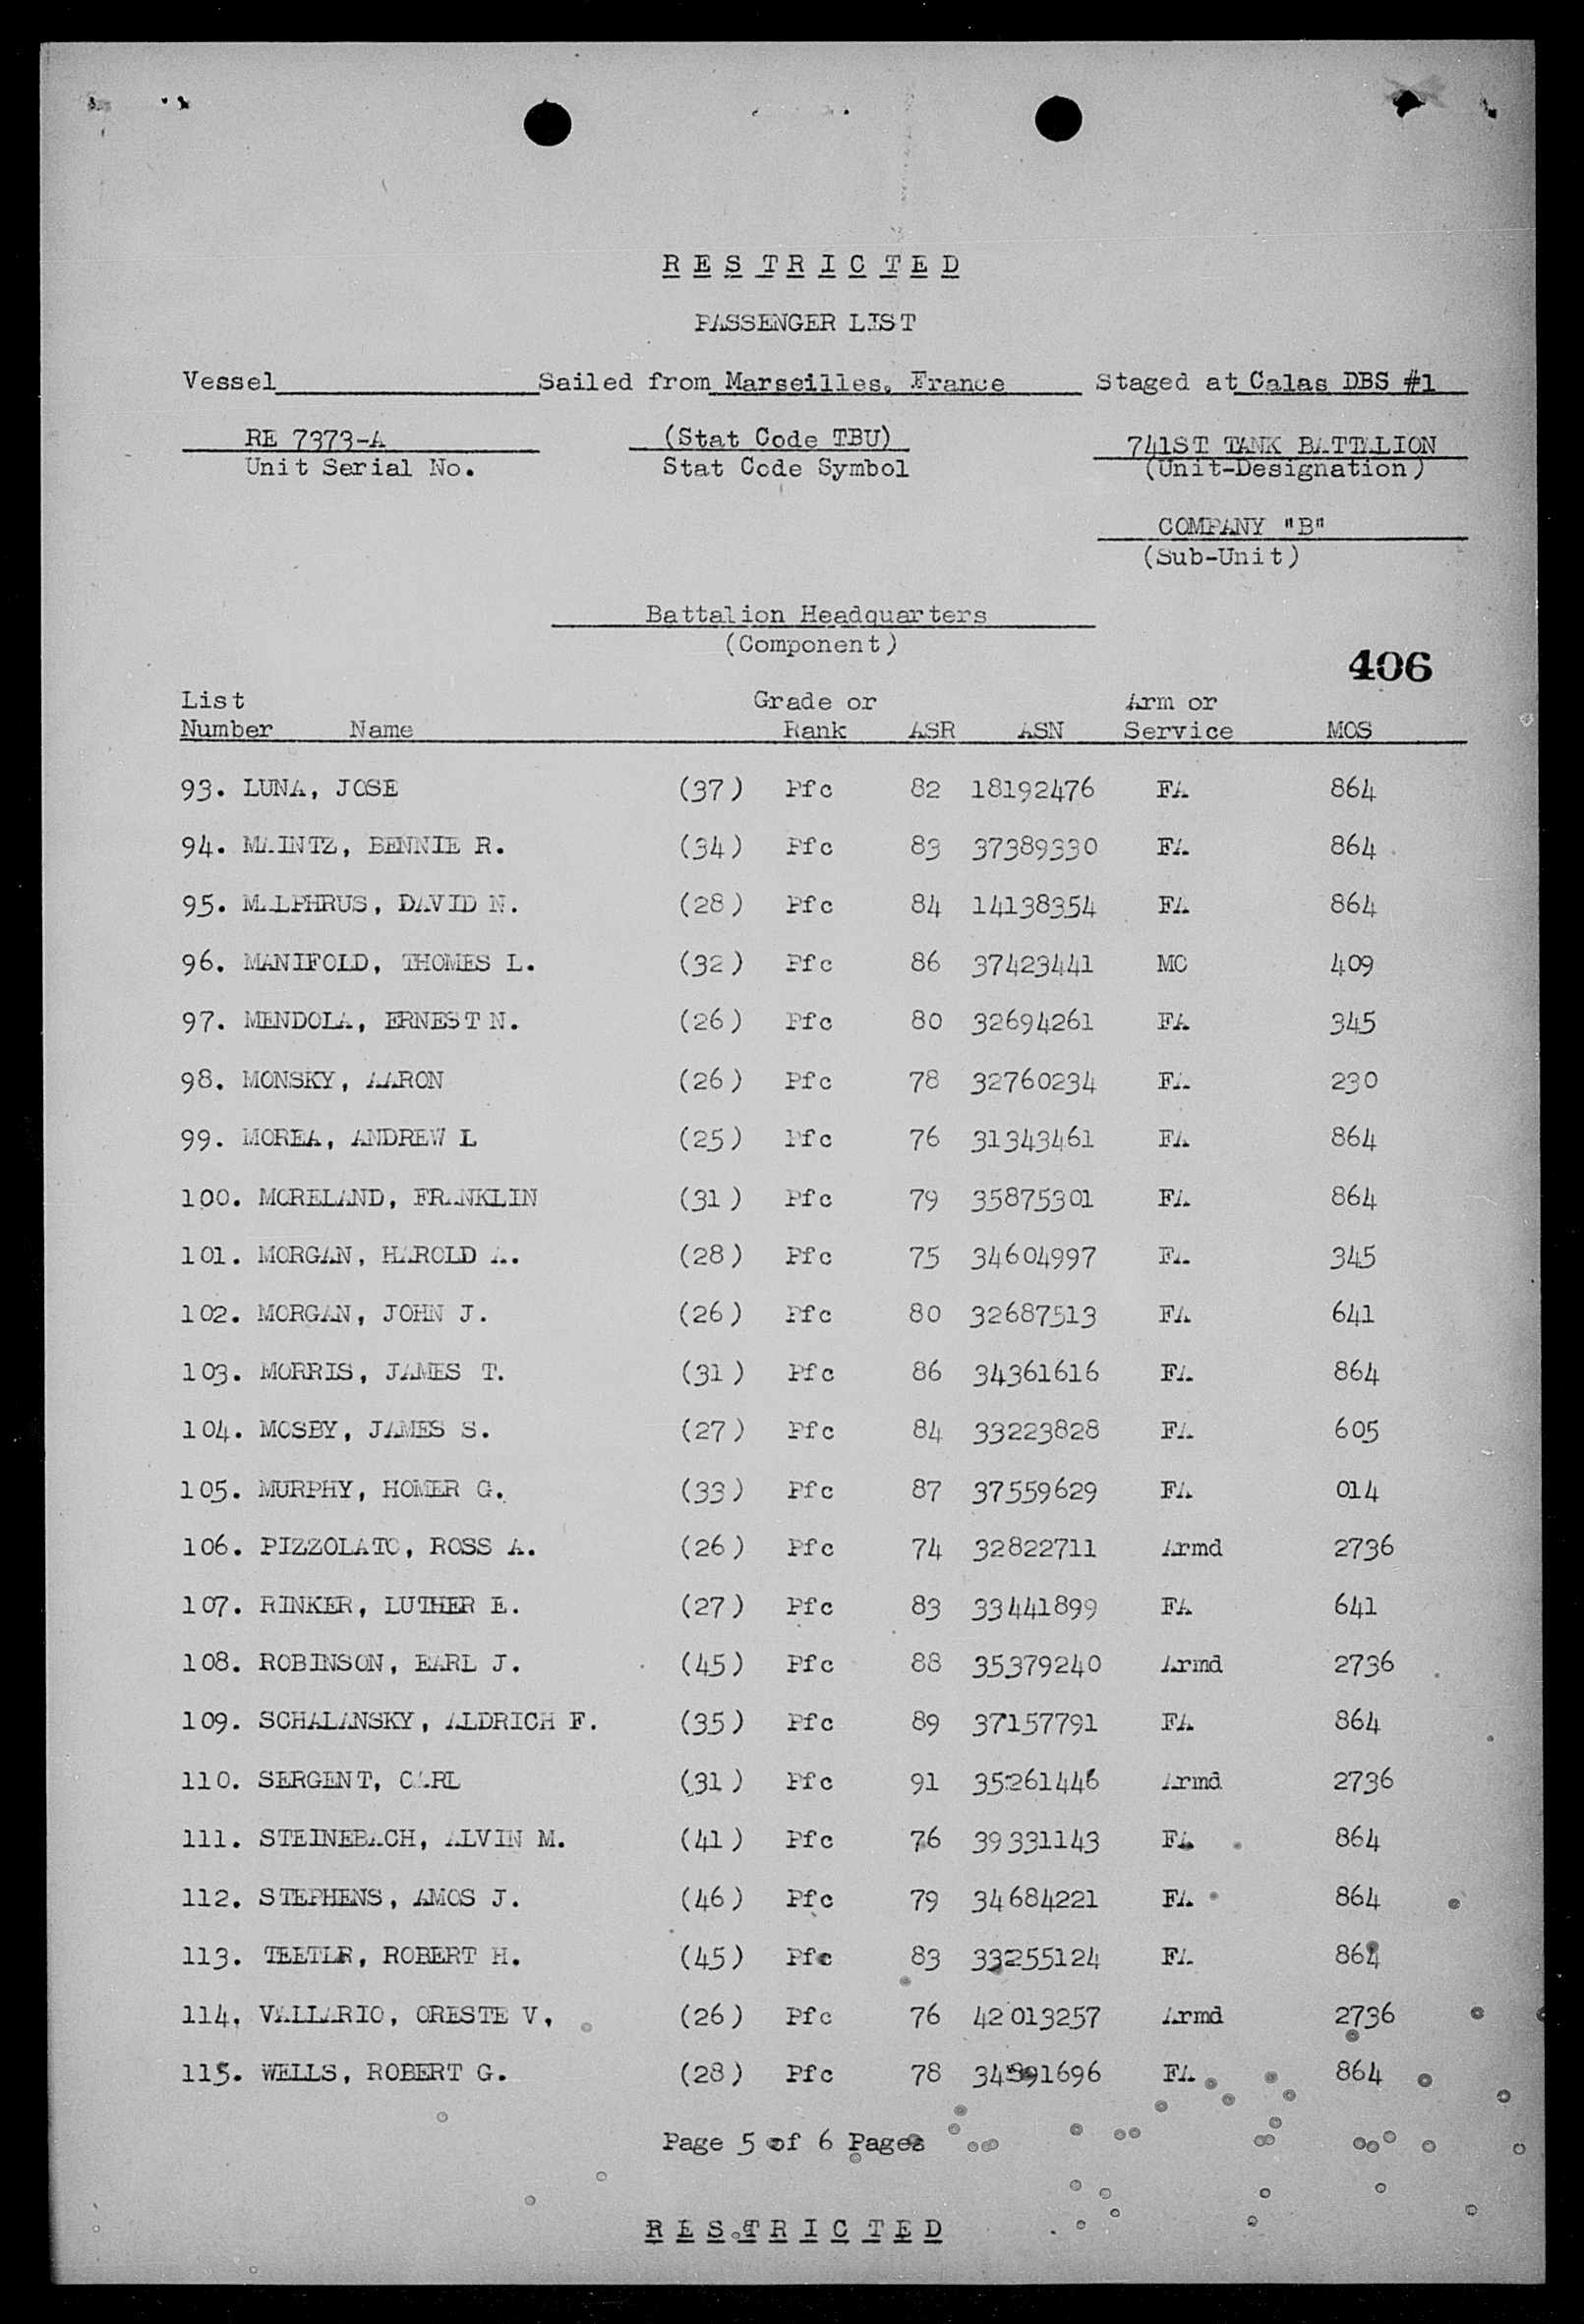 RESTRICTED
PASSENGER LIST
Vessel Sailed from Marseilles, France Staged at Calas DBS #1
RE 7373-A (Stat Code TBU) 741ST TANK BATTALION
Unit Serial No. Stat Code Symbol (Unit-Designation)
COMPANY "B"
(Sub-Unit)
Battalion Headquarters
(Component)
406
List Grade or Arm or
Number Name Rank ASR ASN Service MOS
93. LUNA, JOSE (37) Pfc 82 18192476 FA 864
94. MAINTZ, BENNIE R. (34) Pfc 83 37389330 FA 864
95. MALPHRUS, DAVID N. (28) Pfc 84 14138354 FA 864
96. MANIFOLD, THOMES L. (32) Pfc 86 37423441 MC 409
97. MENDOLA, ERNEST N. (26) Pfc 80 32694261 FA 345
98. MONSKY, AARON (26) Pfc 78 32760234 FA 230
99. MOREA, ANDREW L (25) Pfc 76 31343461 FA 864
100. MORELAND, FRANKLIN (31) Pfc 79 35875301 FA 864
101. MORGAN, HAROLD A. (28) Pfc 75 34604997 FA 345
102. MORGAN, JOHN J. (26) Pfc 80 32687513 FA 641
103. MORRIS, JAMES T. (31) Pfc 86 34361616 FA 864
104. MOSBY, JAMES S. (27) Pfc 84 33223828 FA 605
105. MURPHY, HOMER G. (33) Pfc 87 37559629 FA 014
106. PIZZOLATO, ROSS A. (26) Pfc 74 32822711 Armd 2736
107. RINKER, LUTHER E. (27) Pfc 83 33441899 FA 641
108. ROBINSON, EARL J. (45) Pfc 88 35379240 Armd 2736
109. SCHALANSKY, ALDRICH F. (35) Pfc 89 37157791 FA 864
110. SERGENT, CARL (31) Pfc 91 35261446 Armd 2736
111. STEINEBACH, ALVIN M. (41) Pfc 76 39331143 FA 864
112. STEPHENS, AMOS J. (46) Pfc 79 34684221 FA 864
113. TEETLR, ROBERT H. (45) Pfc 83 33255124 FA 864
114. VALLARIO, ORESTE V. (26) Pfc 76 42013257 Armd 2736
115. WELLS, ROBERT G. (28) Pfc 78 FA 864
Page 5 of 6 Pages
RESTRICTED